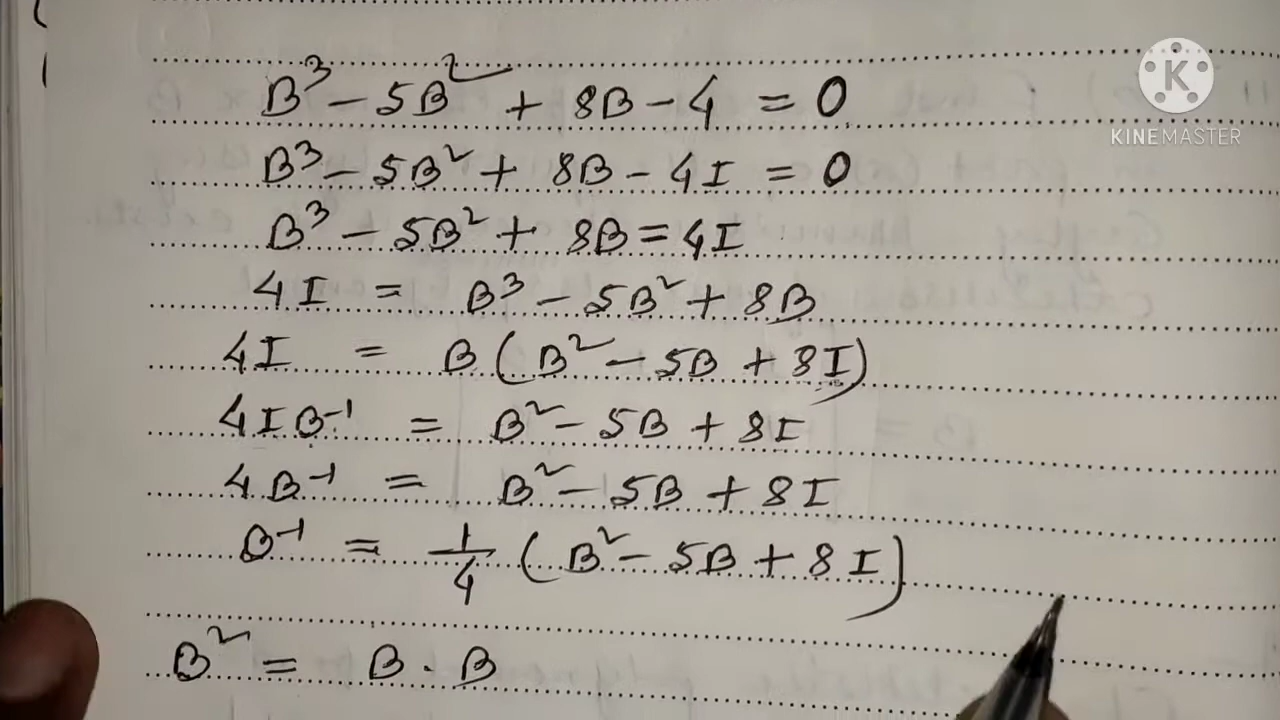 B³ - 5B² + 8B - 4 = 0
B³ - 5B² + 8B - 4I = 0
B³ - 5B² + 8B = 4I
4I = B³ - 5B² + 8B
4I = B (B² - 5B + 8I)
4IB⁻¹ = B² - 5B + 8I
4B⁻¹ = B² - 5B + 8I
B⁻¹ = 1/4 (B² - 5B + 8I)
B² = B . B
K
KINEMASTER